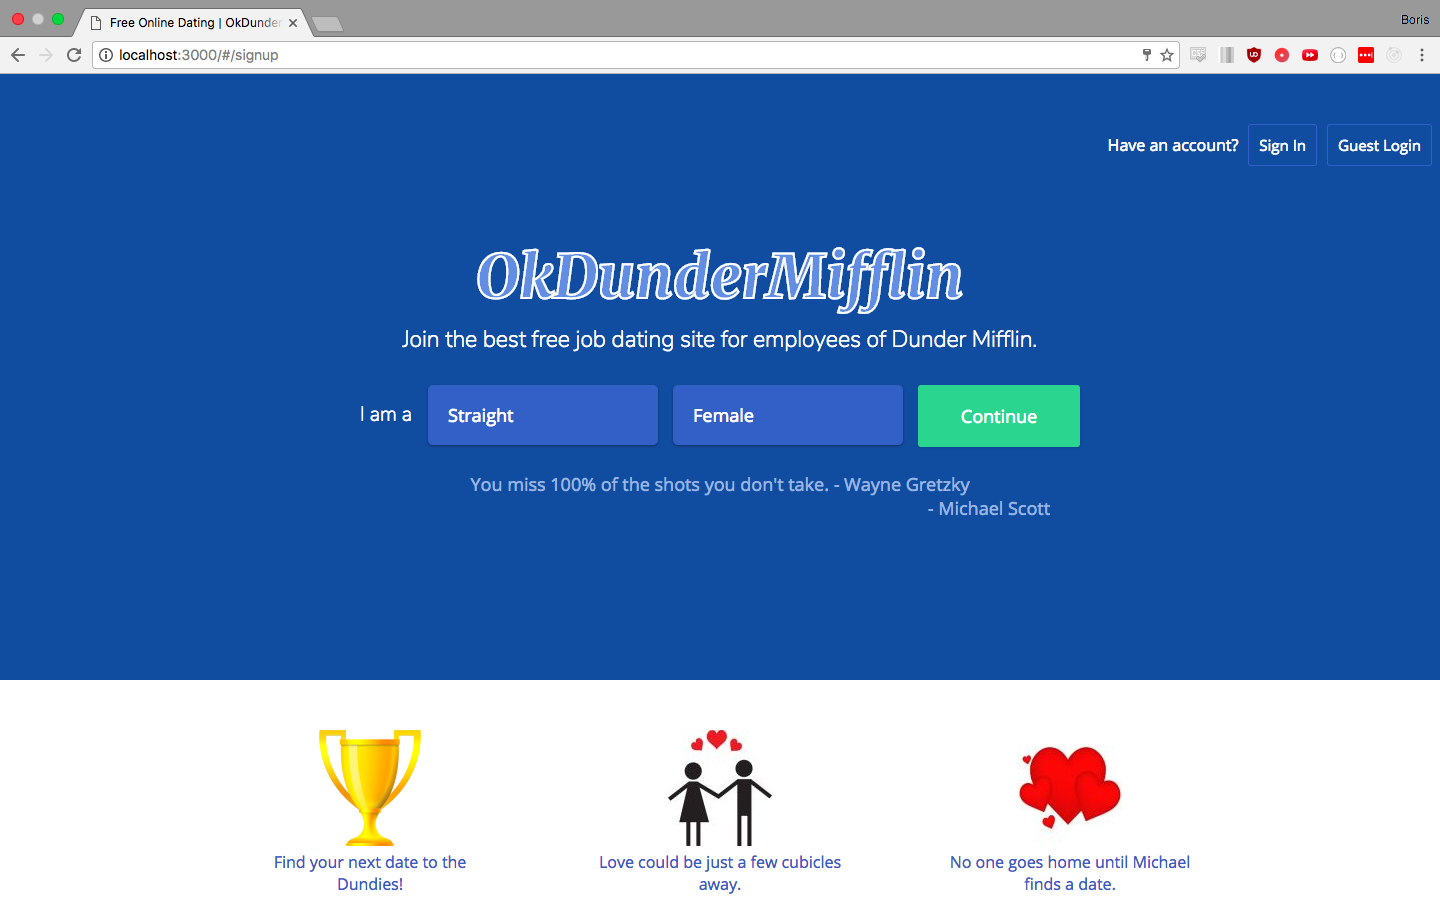 Free Online Dating | OkDunder
Boris
localhost:3000/#/signup
Have an account? Sign In Guest Login
OkDunderMifflin
Join the best free job dating site for employees of Dunder Mifflin.
I am a Straight Female Continue
You miss 100% of the shots you don't take. - Wayne Gretzky
- Michael Scott
Find your next date to the
Dundies!
Love could be just a few cubicles
away.
No one goes home until Michael
finds a date.